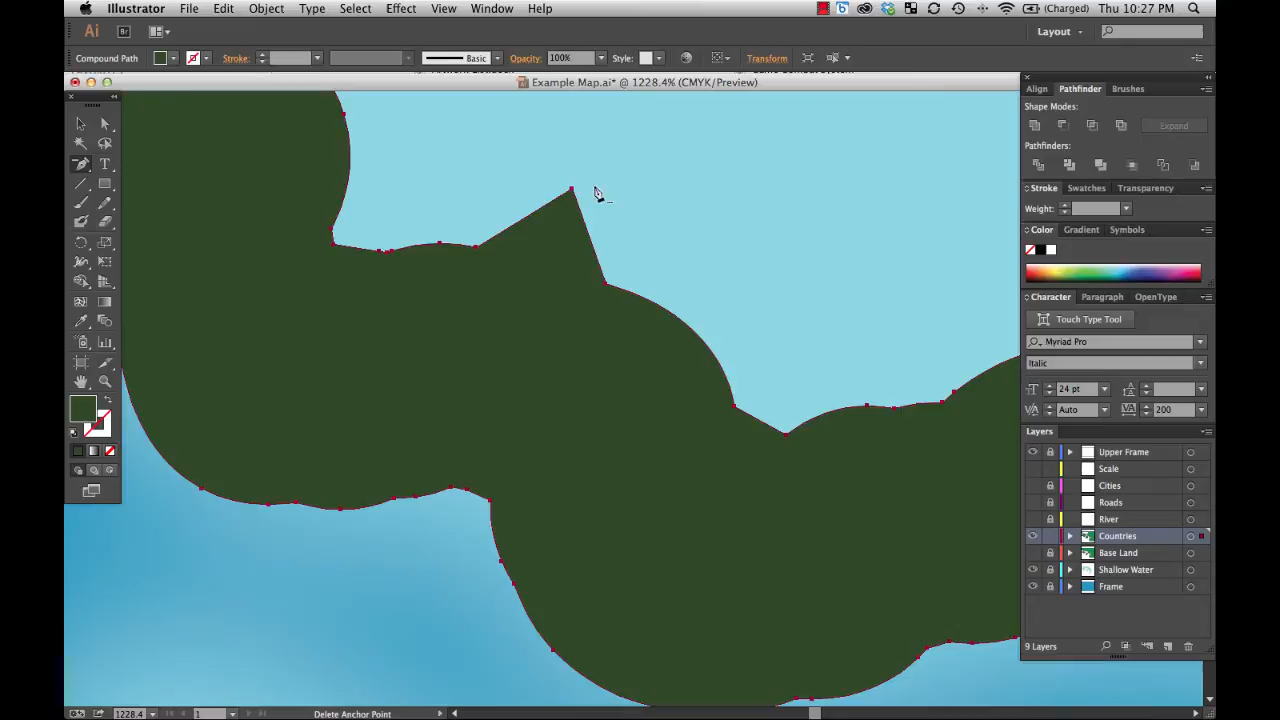 Illustrator File Edit Object Type Select Effect View Window Help (Charged) Thu 10:27 PM
Ai Br Layout
Compound Path Stroke: Basic Opacity: 100% Style: Transform
Example Map.ai* @ 1228.4% (CMYK/Preview)
Align Pathfinder Brushes
Shape Modes:
Expand
Pathfinders:
Stroke Swatches Transparency
Weight:
Color Gradient Symbols
Character Paragraph OpenType
Touch Type Tool
Myriad Pro
Italic
24 pt
Auto 200
Layers
Upper Frame
Scale
Cities
Roads
River
Countries
Base Land
Shallow Water
Frame
9 Layers
1228.4 1 Delete Anchor Point